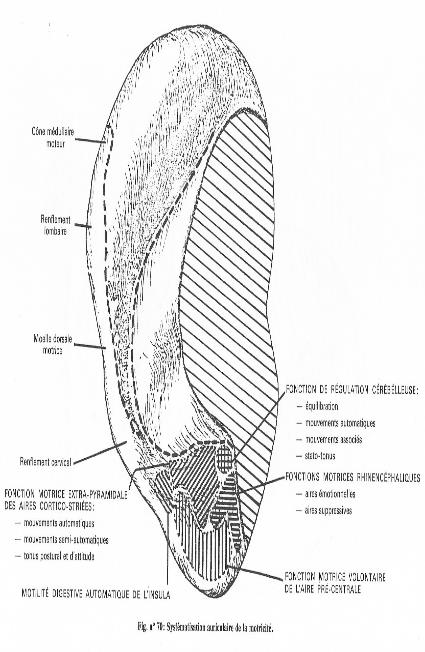 Cône médullaire
moteur
Renflement
lombaire
Moelle dorsale
motrice
FONCTION DE RÉGULATION CÉRÉBELLEUSE:
— équilibration
— mouvements automatiques
— mouvements associés
— stato-tonus
Renflement cervical
FONCTIONS MOTRICES RHINENCÉPHALIQUES
— aires émotionnelles
— aires suppressives
FONCTION MOTRICE EXTRA-PYRAMIDALE
DES AIRES CORTICO-STRIÉES:
— mouvements automatiques
— mouvements semi-automatiques
— tonus postural et d'attitude
FONCTION MOTRICE VOLONTAIRE
DE L'AIRE PRÉ-CENTRALE
MOTILITÉ DIGESTIVE AUTOMATIQUE DE L'INSULA
Fig. n° 70: Systématisation auriculaire de la motricité.